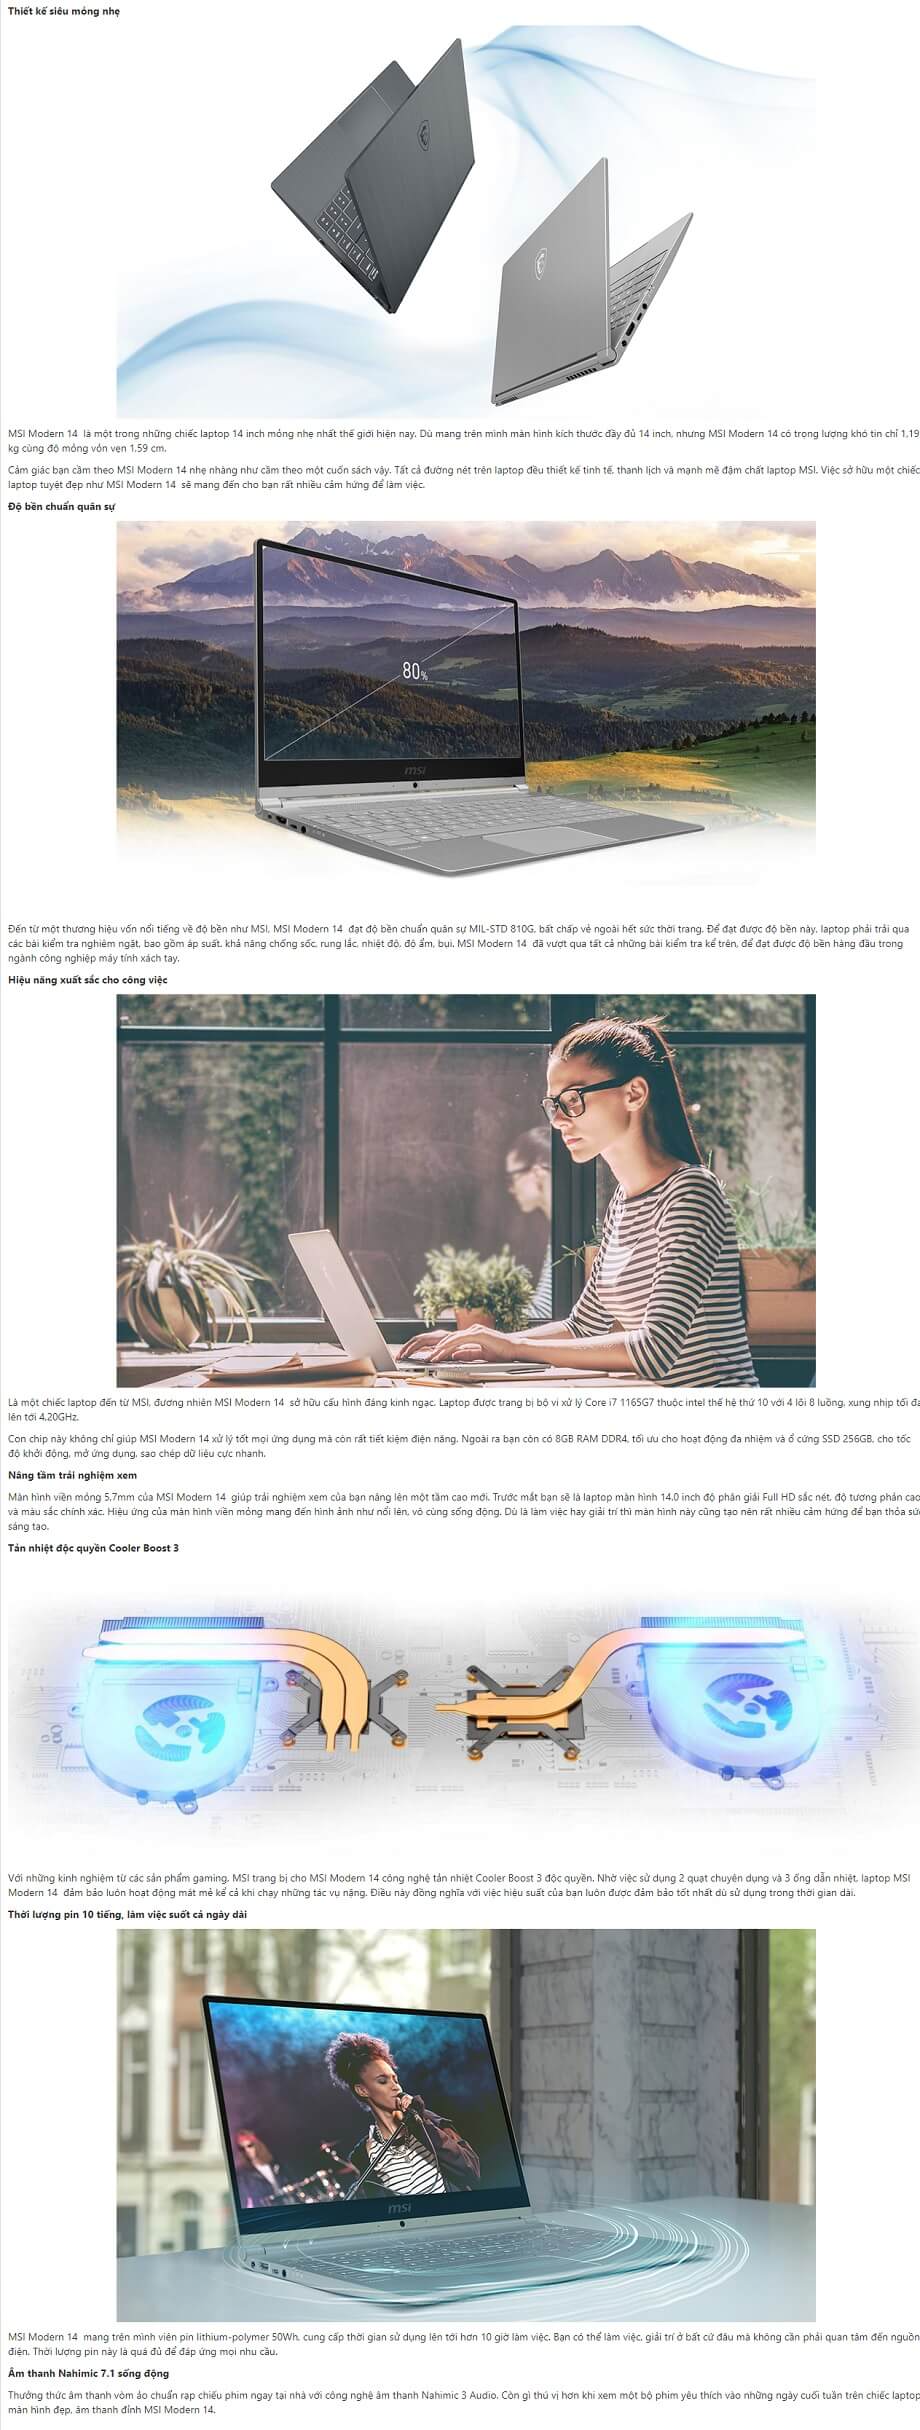 Thiết kế siêu mỏng nhẹ
MSI Modern 14 là một trong những chiếc laptop 14 inch mỏng nhẹ nhất thế giới hiện nay. Dù mang trên mình màn hình kích thước đầy đủ 14 inch, nhưng MSI Modern 14 có trọng lượng khó tin chỉ 1,19
kg cùng độ mỏng vỏn vẹn 1,59 cm.
Cảm giác bạn cầm theo MSI Modern 14 nhẹ nhàng như cầm theo một cuốn sách vậy. Tất cả đường nét trên laptop đều thiết kế tinh tế, thanh lịch và mạnh mẽ đậm chất laptop MSI. Việc sở hữu một chiếc
laptop tuyệt đẹp như MSI Modern 14 sẽ mang đến cho bạn rất nhiều cảm hứng để làm việc.
Độ bền chuẩn quân sự
80%
msi
Đến từ một thương hiệu vốn nổi tiếng về độ bền như MSI, MSI Modern 14 đạt độ bền chuẩn quân sự MIL-STD 810G, bất chấp vẻ ngoài hết sức thời trang. Để đạt được độ bền này, laptop phải trải qua
các bài kiểm tra nghiêm ngặt, bao gồm áp suất, khả năng chống sốc, rung lắc, nhiệt độ, độ ẩm, bụi. MSI Modern 14 đã vượt qua tất cả những bài kiểm tra kể trên, để đạt được độ bền hàng đầu trong
ngành công nghiệp máy tính xách tay.
Hiệu năng xuất sắc cho công việc
Là một chiếc laptop đến từ MSI, đương nhiên MSI Modern 14 sở hữu cấu hình đáng kinh ngạc. Laptop được trang bị bộ vi xử lý Core i7 1165G7 thuộc intel thế hệ thứ 10 với 4 lõi 8 luồng, xung nhịp tối đa
lên tới 4,20GHz.
Con chip này không chỉ giúp MSI Modern 14 xử lý tốt mọi ứng dụng mà còn rất tiết kiệm điện năng. Ngoài ra bạn còn có 8GB RAM DDR4, tối ưu cho hoạt động đa nhiệm và ổ cứng SSD 256GB, cho tốc
độ khởi động, mở ứng dụng, sao chép dữ liệu cực nhanh.
Nâng tầm trải nghiệm xem
Màn hình viền mỏng 5,7mm của MSI Modern 14 giúp trải nghiệm xem của bạn nâng lên một tầm cao mới. Trước mắt bạn sẽ là laptop màn hình 14.0 inch độ phân giải Full HD sắc nét, độ tương phản cao
và màu sắc chính xác. Hiệu ứng của màn hình viền mỏng mang đến hình ảnh như nổi lên, vô cùng sống động. Dù là làm việc hay giải trí thì màn hình này cũng tạo nên rất nhiều cảm hứng để bạn thỏa sức
sáng tạo.
Tản nhiệt độc quyền Cooler Boost 3
Với những kinh nghiệm từ các sản phẩm gaming, MSI trang bị cho MSI Modern 14 công nghệ tản nhiệt Cooler Boost 3 độc quyền. Nhờ việc sử dụng 2 quạt chuyên dụng và 3 ống dẫn nhiệt, laptop MSI
Modern 14 đảm bảo luôn hoạt động mát mẻ kể cả khi chạy những tác vụ nặng. Điều này đồng nghĩa với việc hiệu suất của bạn luôn được đảm bảo tốt nhất dù sử dụng trong thời gian dài.
Thời lượng pin 10 tiếng, làm việc suốt cả ngày dài
msi
MSI Modern 14 mang trên mình viên pin lithium-polymer 50Wh, cung cấp thời gian sử dụng lên tới hơn 10 giờ làm việc. Bạn có thể làm việc, giải trí ở bất cứ đâu mà không cần phải quan tâm đến nguồn
điện. Thời lượng pin này là quá đủ để đáp ứng mọi nhu cầu.
Âm thanh Nahimic 7.1 sống động
Thưởng thức âm thanh vòm ảo chuẩn rạp chiếu phim ngay tại nhà với công nghệ âm thanh Nahimic 3 Audio. Còn gì thú vị hơn khi xem một bộ phim yêu thích vào những ngày cuối tuần trên chiếc laptop
màn hình đẹp, âm thanh đỉnh MSI Modern 14.